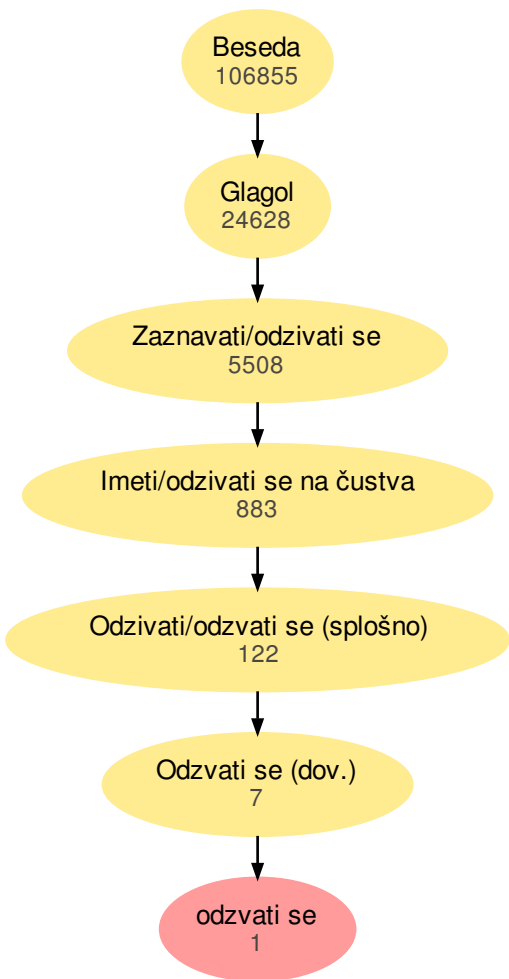 Beseda
106855
Glagol
24628
Zaznavati/odzivati se
5508
Imeti/odzivati se na čustva
883
Odzivati/odzvati se (splošno)
122
Odzvati se (dov.)
7
odzvati se
1